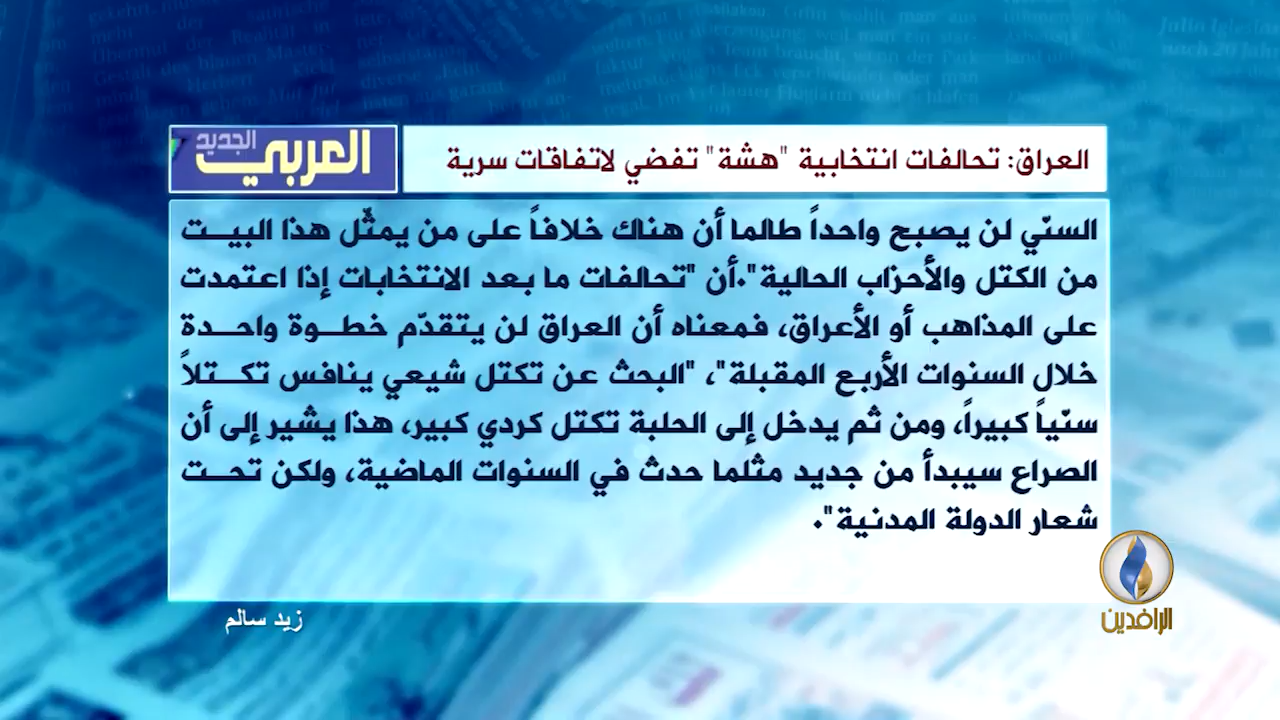 العراق: تحالفات انتخابية "هشة" تفضي لاتفاقات سرية
العربي الجديد
السنّي لن يصبح واحداً طالما أن هناك خلافاً على من يمثّل هذا البيت
من الكتل والأحزاب الحالية".أن "تحالفات ما بعد الانتخابات إذا اعتمدت
على المذاهب أو الأعراق، فمعناه أن العراق لن يتقدّم خطوة واحدة
خلال السنوات الأربع المقبلة"، "البحث عن تكتل شيعي ينافس تكتلاً
سنّياً كبيراً، ومن ثم يدخل إلى الحلبة تكتل كردي كبير، هذا يشير إلى أن
الصراع سيبدأ من جديد مثلما حدث في السنوات الماضية، ولكن تحت
شعار الدولة المدنية".
زيد سالم
الرافدين